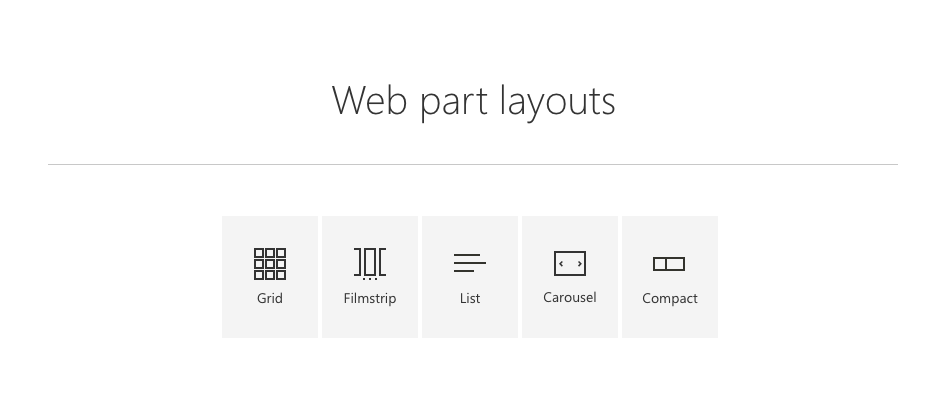 Web part layouts
Grid
Filmstrip
List
Carousel
Compact